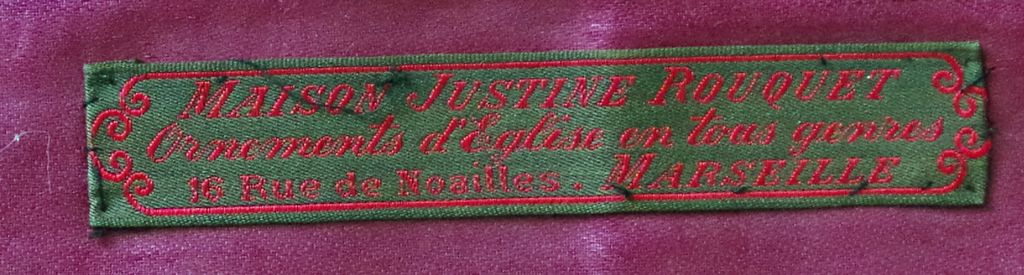 MAISON JUSTINE ROUQUET
Ornements d'Eglise en tous genres
16 Rue de Noailles. MARSEILLE